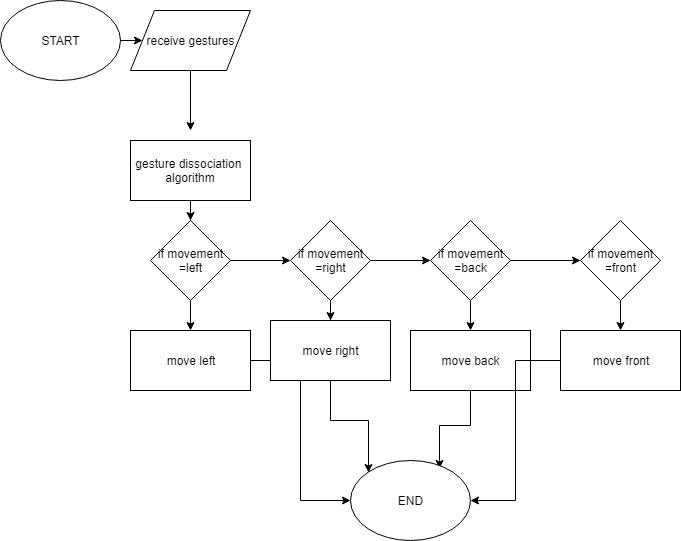 START
receive gestures
gesture dissociation
algorithm
if movement
=left
if movement
=right
if movement
=back
if movement
=front
move left
move right
move back
move front
END